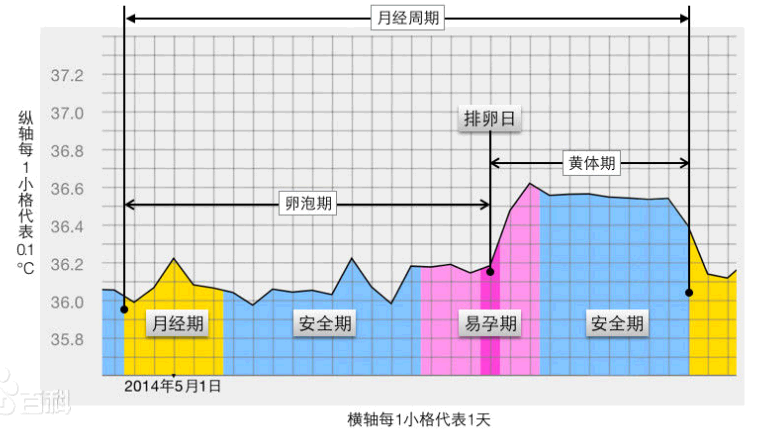 月经周期
37.2
37.0
36.8
36.6
36.4
36.2
36.0
35.8
纵轴每1小格代表0.1℃
排卵日
黄体期
卵泡期
月经期
安全期
易孕期
安全期
2014年5月1日
百科
横轴每1小格代表1天